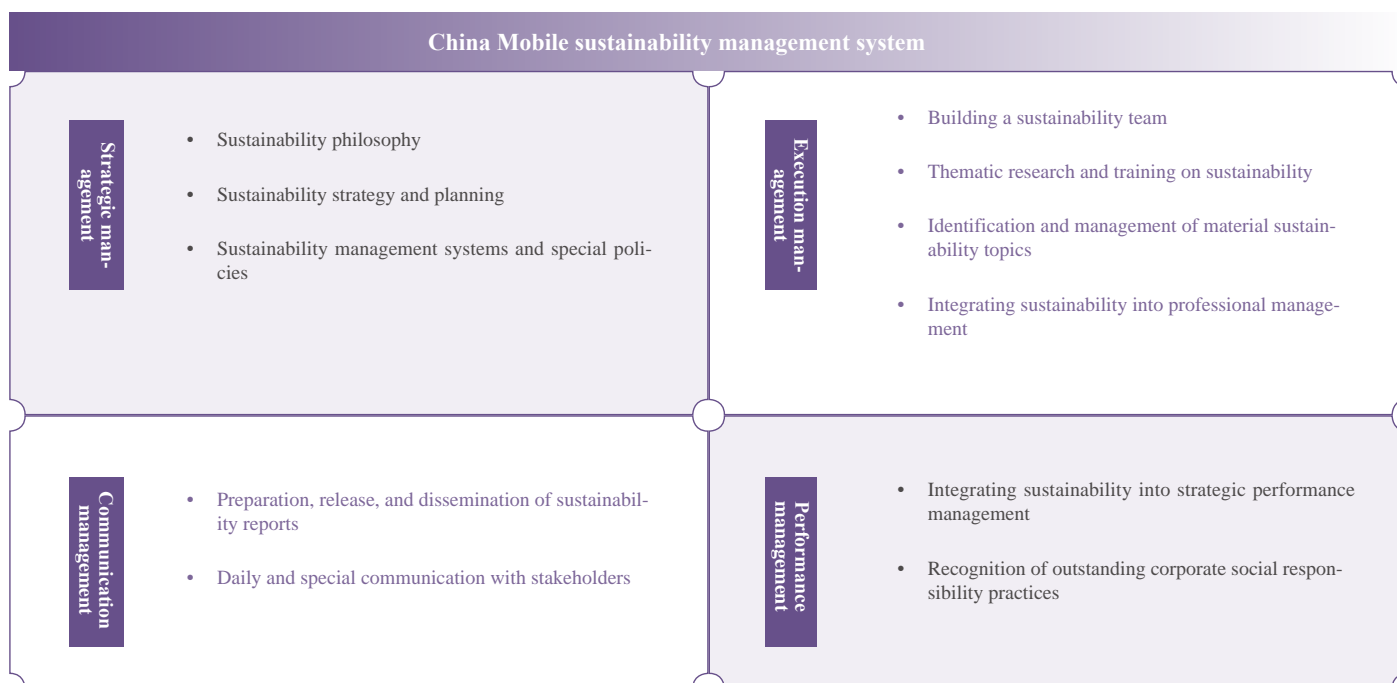 China Mobile sustainability management system
Strategic man-
agement
• Sustainability philosophy
• Sustainability strategy and planning
• Sustainability management systems and special poli-
cies
Execution man-
agement
• Building a sustainability team
• Thematic research and training on sustainability
• Identification and management of material sustain-
ability topics
• Integrating sustainability into professional manage-
ment
Communication
management
• Preparation, release, and dissemination of sustainabil-
ity reports
• Daily and special communication with stakeholders
Performance
management
• Integrating sustainability into strategic performance
management
• Recognition of outstanding corporate social respon-
sibility practices